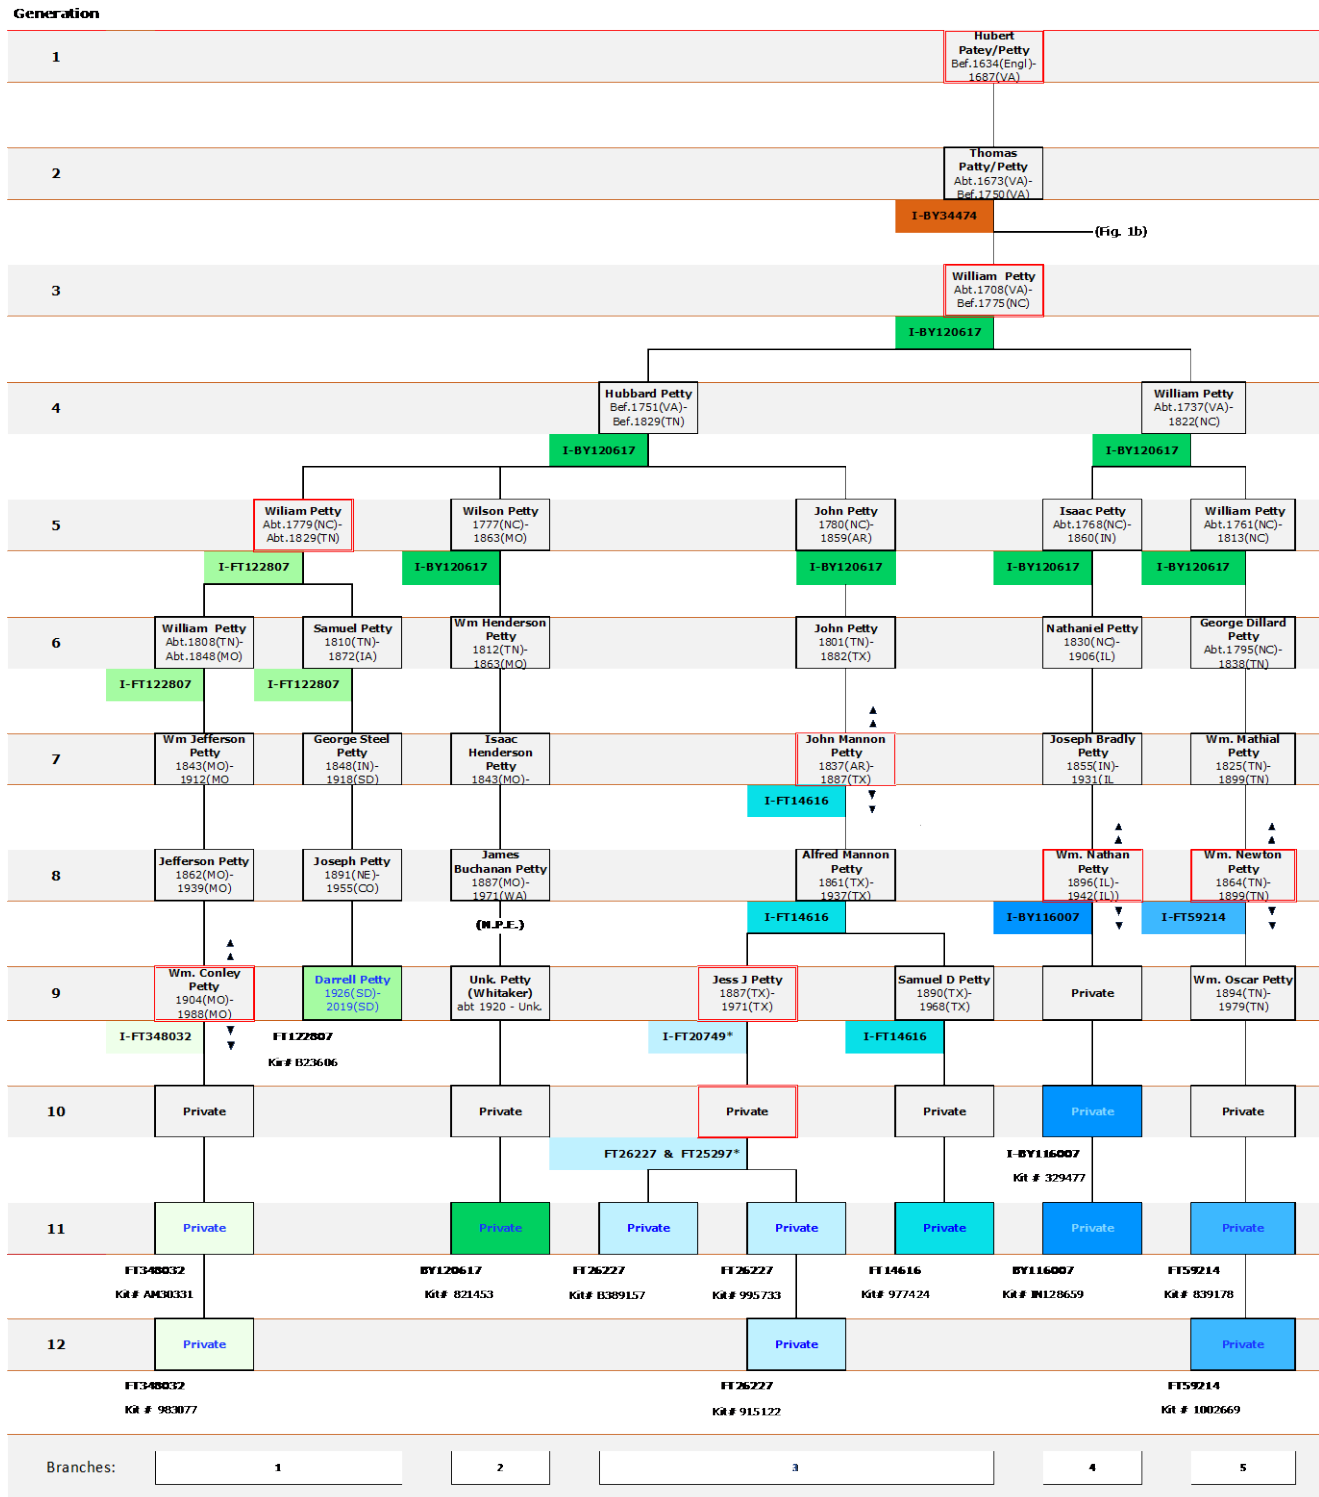 Generation
1
Hubert
Patey/Petty
Bef.1634(Engl)-
1687(VA)
2
Thomas
Patty/Petty
Abt.1673(VA)-
Bef.1750(VA)
I-BY34474
(Fig. 1b)
3
William Petty
Abt.1708(VA)-
Bef.1775(NC)
I-BY120617
4
Hubbard Petty
Bef.1751(VA)-
Bef.1829(TN)
William Petty
Abt.1737(VA)-
1822(NC)
I-BY120617
I-BY120617
5
Wiliam Petty
Abt.1779(NC)-
Abt.1829(TN)
Wilson Petty
1777(NC)-
1863(MO)
John Petty
1780(NC)-
1859(AR)
Isaac Petty
Abt.1768(NC)-
1860(IN)
William Petty
Abt.1761(NC)-
1813(NC)
I-FT122807
I-BY120617
I-BY120617
I-BY120617
I-BY120617
6
William Petty
Abt.1808(TN)-
Abt.1848(MO)
Samuel Petty
1810(TN)-
1872(IA)
Wm Henderson
Petty
1812(TN)-
1863(MO)
John Petty
1801(TN)-
1882(TX)
Nathaniel Petty
1830(NC)-
1906(IL)
George Dillard
Petty
Abt.1795(NC)-
1838(TN)
I-FT122807
I-FT122807
7
Wm Jefferson
Petty
1843(MO)-
1912(MO
George Steel
Petty
1848(IN)-
1918(SD)
Isaac
Henderson
Petty
1843(MO)-
John Mannon
Petty
1837(AR)-
1887(TX)
Joseph Bradly
Petty
1855(IN)-
1931(IL
Wm. Mathial
Petty
1825(TN)-
1899(TN)
I-FT14616
8
Jefferson Petty
1862(MO)-
1939(MO)
Joseph Petty
1891(NE)-
1955(CO)
James
Buchanan Petty
1887(MO)-
1971(WA)
Alfred Mannon
Petty
1861(TX)-
1937(TX)
Wm. Nathan
Petty
1896(IL)-
1942(IL))
Wm. Newton
Petty
1864(TN)-
1899(TN)
(N.P.E.)
I-FT14616
I-BY116007
I-FT59214
9
Wm. Conley
Petty
1904(MO)-
1988(MO)
Darrell Petty
1926(SD)-
2019(SD)
Unk. Petty
(Whitaker)
abt 1920 - Unk.
Jess J Petty
1887(TX)-
1971(TX)
Samuel D Petty
1890(TX)-
1968(TX)
Private
Wm. Oscar Petty
1894(TN)-
1979(TN)
I-FT348032
FT122807
Kit# B23606
I-FT20749*
I-FT14616
10
Private
Private
Private
Private
Private
Private
FT26227 & FT25297*
I-BY116007
Kit # 329477
11
Private
Private
Private
Private
Private
Private
Private
FT348032
Kit# AM30331
BY120617
Kit# 821453
FT26227
Kit# B389157
FT26227
Kit# 995733
FT14616
Kit # 977424
BY116007
Kit# IN128659
FT59214
Kit# 839178
12
Private
Private
Private
FT348032
Kit # 983077
FT26227
Kit # 915122
FT59214
Kit # 1002669
Branches:
1
2
3
4
5